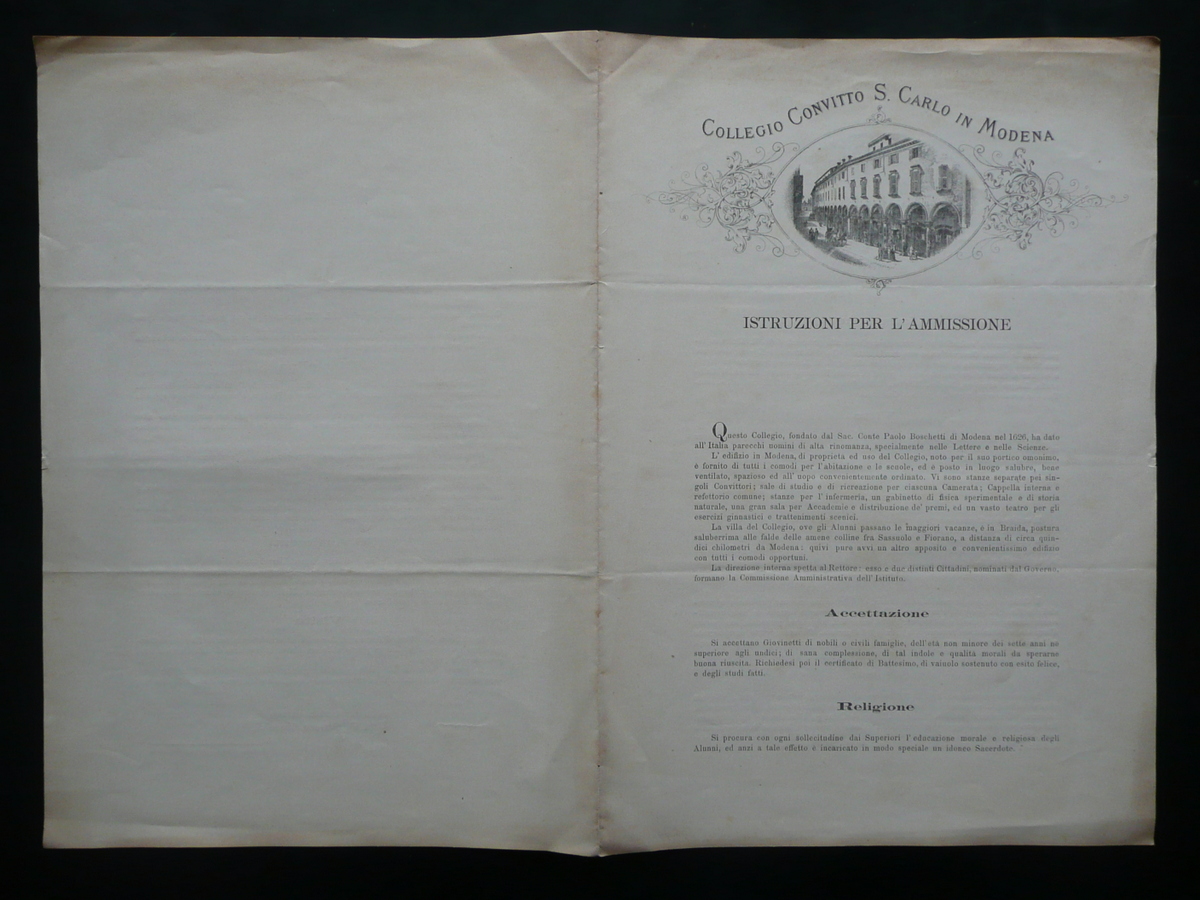 COLLEGIO CONVITTO S. CARLO IN MODENA
ISTRUZIONI PER L'AMMISSIONE
Questo Collegio, fondato dal Sac. Conte Paolo Boschetti di Modena nel 1626, ha dato
all'Italia parecchi nomini di alta rinomanza, specialmente nelle Lettere e nelle Scienze.
L'edifizio in Modena, di proprietà ed uso del Collegio, noto per il suo portico omonimo,
è fornito di tutti i comodi per l'abitazione e le scuole, ed è posto in luogo salubre, bene
ventilato, spazioso ed all'uopo convenientemente ordinato. Vi sono stanze separate pei sin-
goli Convittori; sale di studio e di ricreazione per ciascuna Camerata; Cappella interna e
refettorio comune; stanze per l'infermeria, un gabinetto di fisica sperimentale e di storia
naturale, una gran sala per Accademie e distribuzione de' premi, ed un vasto teatro per gli
esercizi ginnastici e trattenimenti scenici.
La villa del Collegio, ove gli Alunni passano le maggiori vacanze, è in Braida, postura
saluberrima alle falde delle amene colline fra Sassuolo e Fiorano, a distanza di circa quin-
dici chilometri da Modena: quivi pure avvi un altro apposito e convenientissimo edifizio
con tutti i comodi opportuni.
La direzione interna spetta al Rettore: esso e due distinti Cittadini, nominati dal Governo,
formano la Commissione Amministrativa dell'Istituto.
Accettazione
Si accettano Giovinetti di nobili o civili famiglie, dell'età non minore dei sette anni nè
superiore agli undici; di sana complessione, di tal indole e qualità morali da sperarne
buona riuscita. Richiedesi poi il certificato di Battesimo, di vaiuolo sostenuto con esito felice,
e degli studi fatti.
Religione
Si procura con ogni sollecitudine dai Superiori l'educazione morale e religiosa degli
Alunni, ed anzi a tale effetto è incaricato in modo speciale un idoneo Sacerdote.